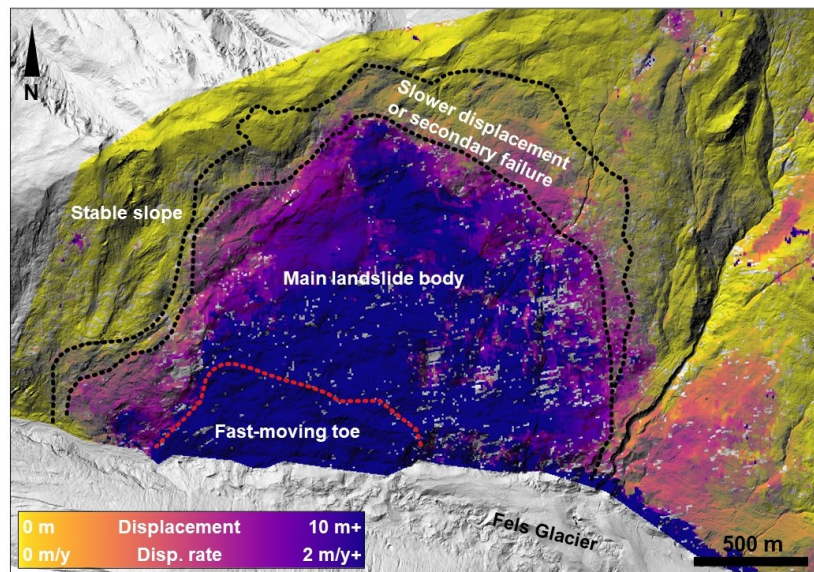 N
Slower displacement
or secondary failure
Stable slope
Main landslide body
Fast-moving toe
Fels Glacier
0 m Displacement 10 m+
0 m/y Disp. rate 2 m/y+
500 m